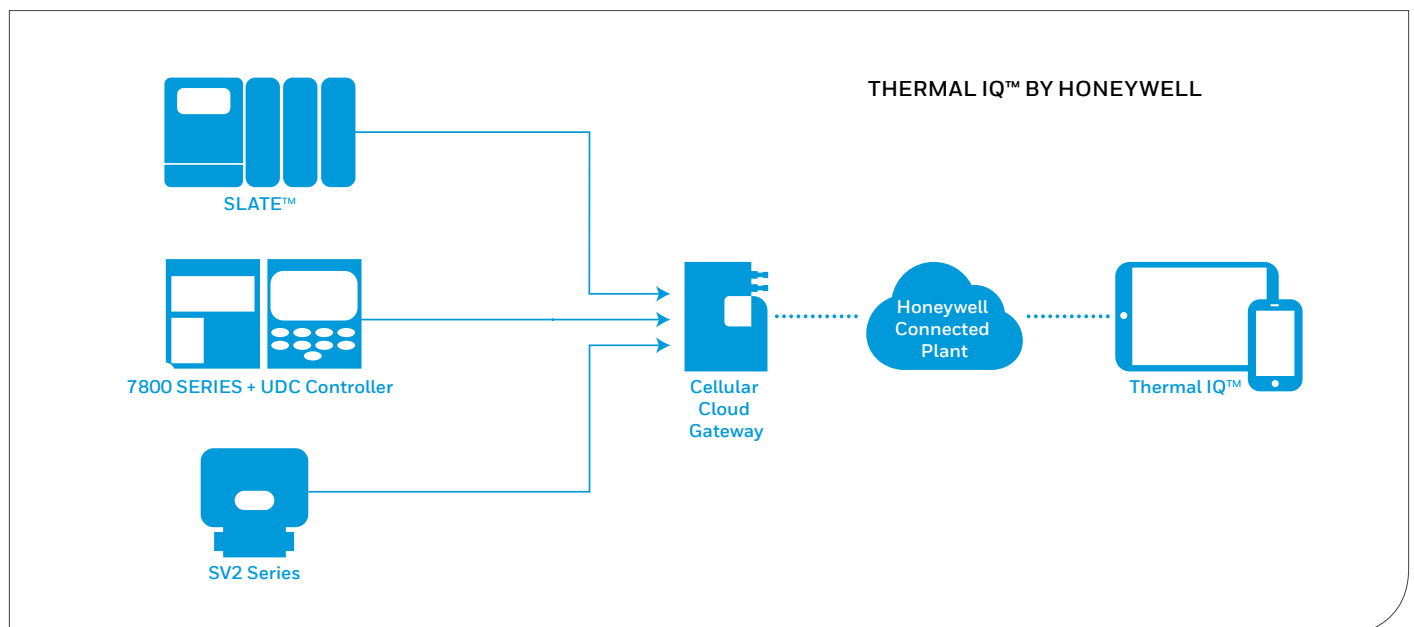 THERMAL IQ™ BY HONEYWELL
SLATE™
7800 SERIES + UDC Controller
SV2 Series
Cellular
Cloud
Gateway
Honeywell
Connected
Plant
Thermal IQ™